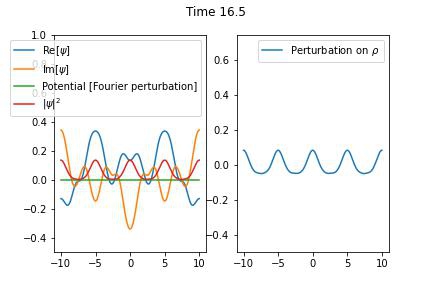 Time 16.5
Re[ψ]
Im[ψ]
Potential [Fourier perturbation]
|ψ|²
1.0
0.8
0.6
0.4
0.2
0.0
−0.2
−0.4
−10 −5 0 5 10
Perturbation on ρ
0.6
0.4
0.2
0.0
−0.2
−0.4
−10 −5 0 5 10